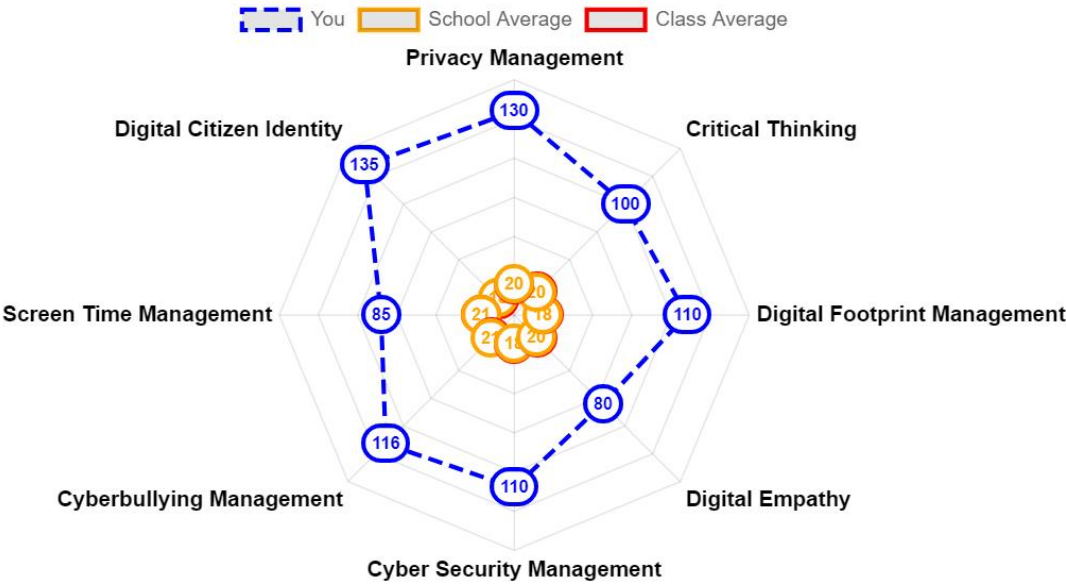 You School Average Class Average
Privacy Management
130
Digital Citizen Identity
135
Critical Thinking
100
20
20
Screen Time Management
85
21
18
110
Digital Footprint Management
21
18
20
80
Cyberbullying Management
116
110
Digital Empathy
Cyber Security Management